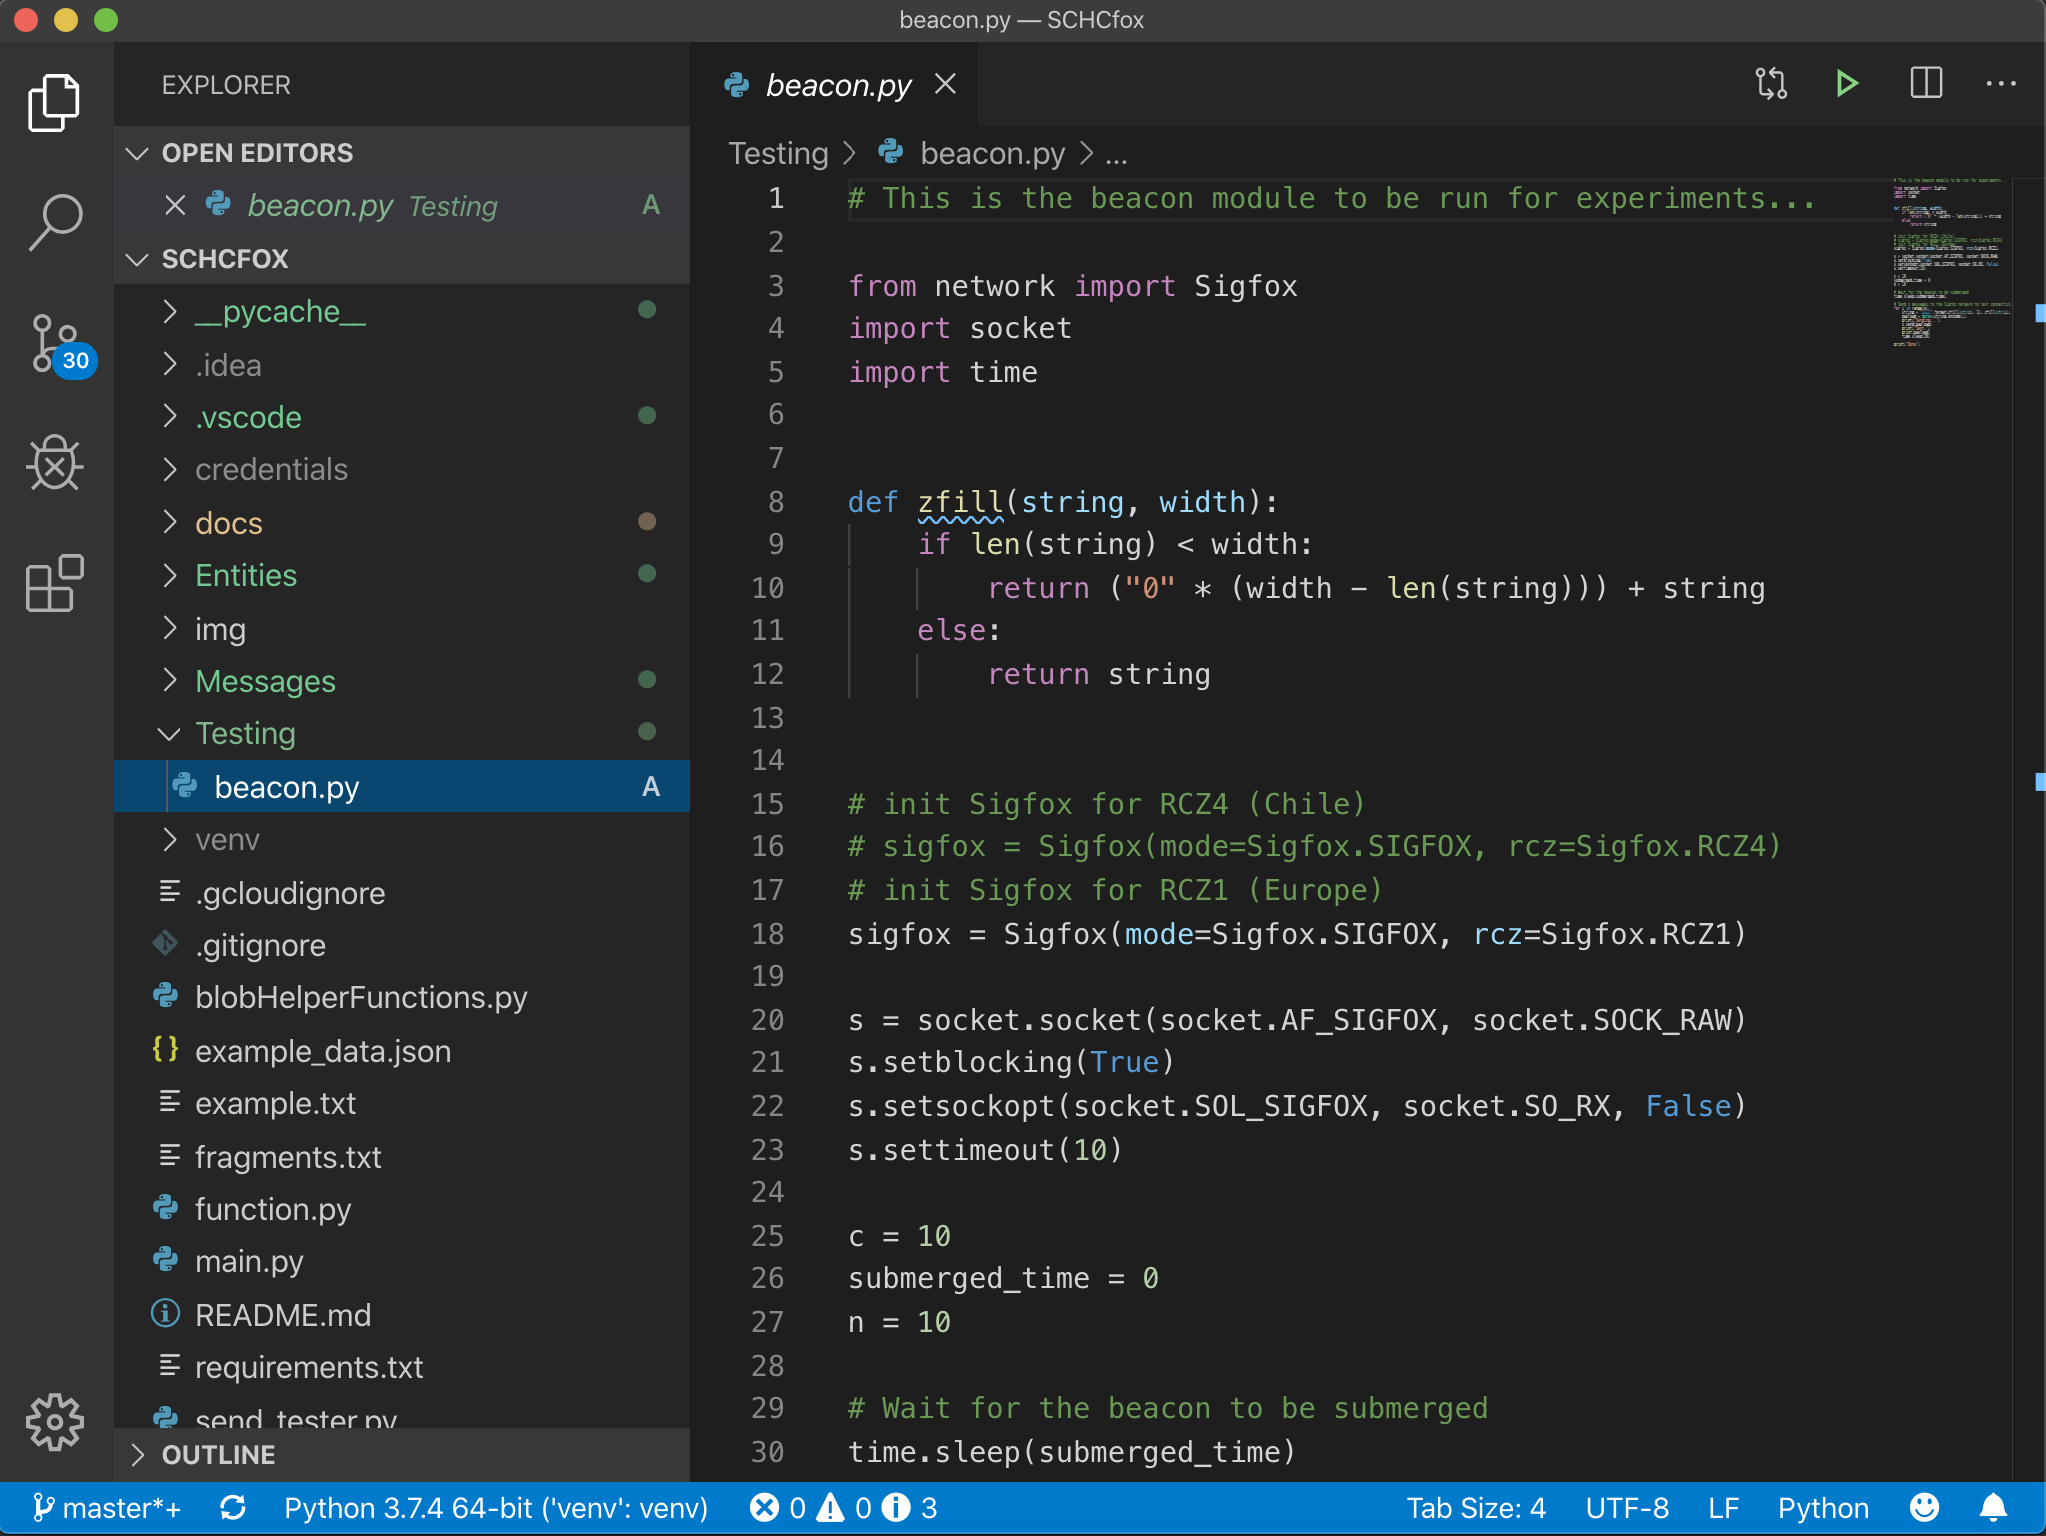 beacon.py — SCHCfox
EXPLORER
OPEN EDITORS
beacon.py Testing A
SCHCFOX
__pycache__
.idea
.vscode
credentials
docs
Entities
img
Messages
Testing
beacon.py A
venv
.gcloudignore
.gitignore
blobHelperFunctions.py
{} example_data.json
example.txt
fragments.txt
function.py
main.py
README.md
requirements.txt
send_tester.py
OUTLINE
30
beacon.py
Testing > beacon.py > ...
1 # This is the beacon module to be run for experiments...
2
3 from network import Sigfox
4 import socket
5 import time
6
7
8 def zfill(string, width):
9     if len(string) < width:
10         return ("0" * (width - len(string))) + string
11     else:
12         return string
13
14
15 # init Sigfox for RCZ4 (Chile)
16 # sigfox = Sigfox(mode=Sigfox.SIGFOX, rcz=Sigfox.RCZ4)
17 # init Sigfox for RCZ1 (Europe)
18 sigfox = Sigfox(mode=Sigfox.SIGFOX, rcz=Sigfox.RCZ1)
19
20 s = socket.socket(socket.AF_SIGFOX, socket.SOCK_RAW)
21 s.setblocking(True)
22 s.setsockopt(socket.SOL_SIGFOX, socket.SO_RX, False)
23 s.settimeout(10)
24
25 c = 10
26 submerged_time = 0
27 n = 10
28
29 # Wait for the beacon to be submerged
30 time.sleep(submerged_time)
master*+ Python 3.7.4 64-bit ('venv': venv) 0 0 3 Tab Size: 4 UTF-8 LF Python